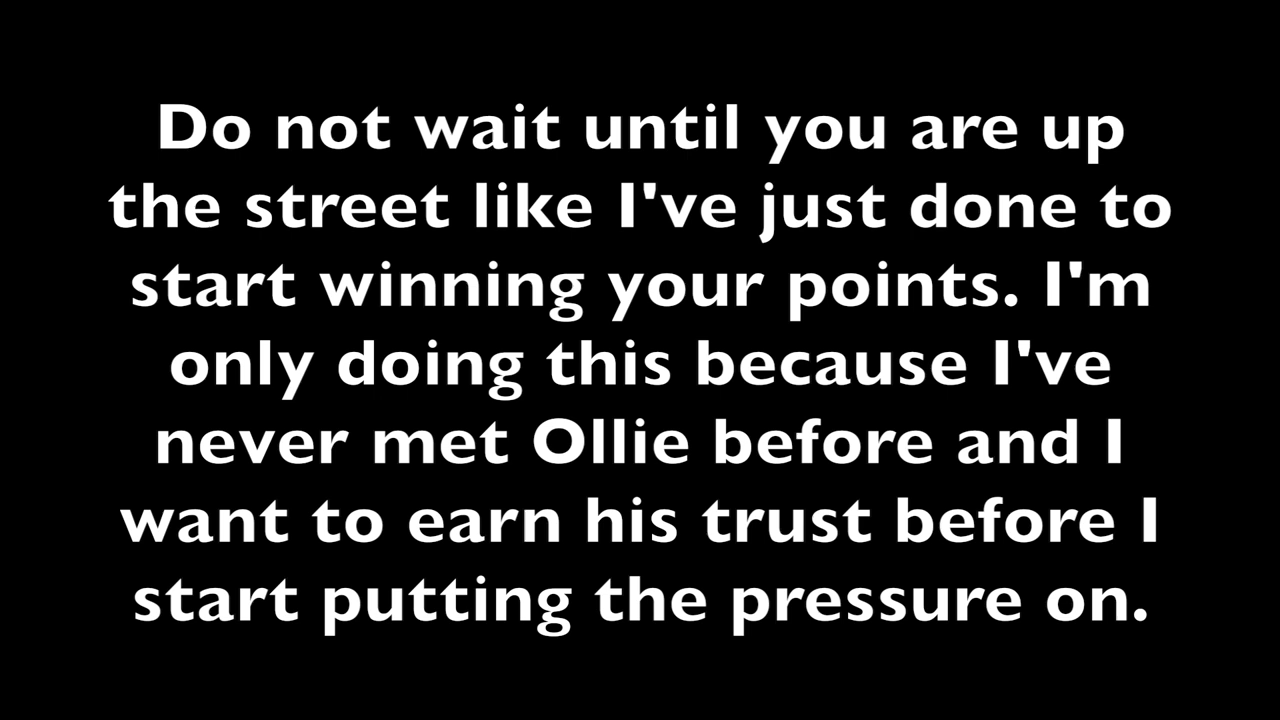 Do not wait until you are up
the street like I've just done to
start winning your points. I'm
only doing this because I've
never met Ollie before and I
want to earn his trust before I
start putting the pressure on.